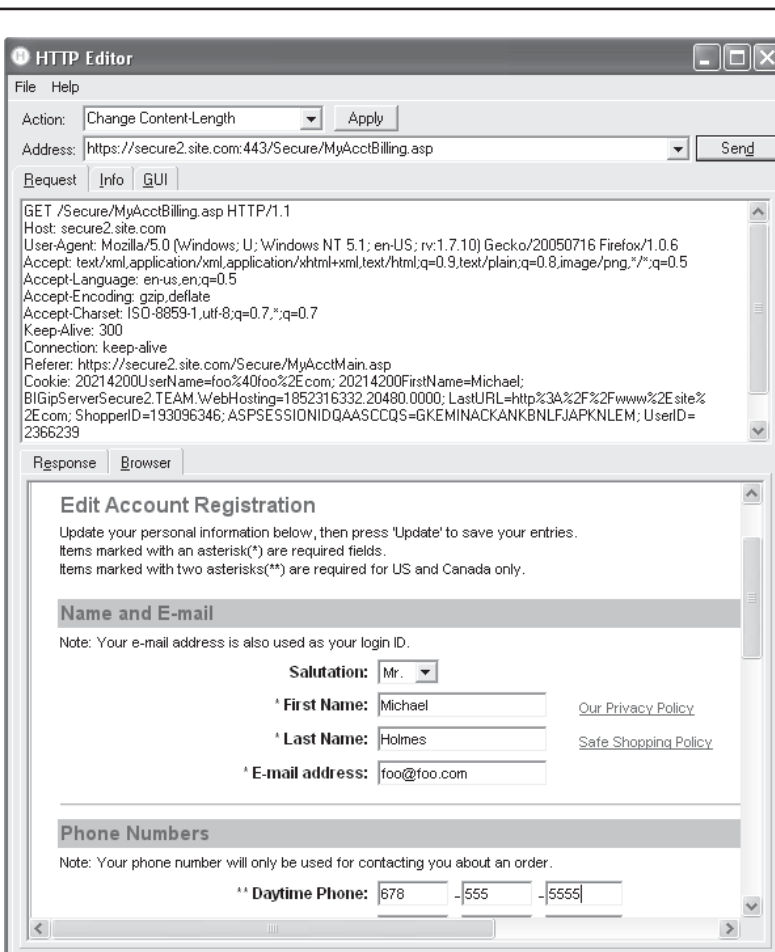 HTTP Editor
File Help
Action: Change Content-Length Apply
Address: https://secure2.site.com:443/Secure/MyAcctBilling.asp Send
Request Info GUI
GET /Secure/MyAcctBilling.asp HTTP/1.1
Host: secure2.site.com
User-Agent: Mozilla/5.0 (Windows; U; Windows NT 5.1; en-US; rv:1.7.10) Gecko/20050716 Firefox/1.0.6
Accept: text/xml,application/xml,application/xhtml+xml,text/html;q=0.9,text/plain;q=0.8,image/png,*/*;q=0.5
Accept-Language: en-us,en;q=0.5
Accept-Encoding: gzip,deflate
Accept-Charset: ISO-8859-1,utf-8;q=0.7,*;q=0.7
Keep-Alive: 300
Connection: keep-alive
Referer: https://secure2.site.com/Secure/MyAcctMain.asp
Cookie: 20214200UserName=foo%40foo%2Ecom; 20214200FirstName=Michael;
BIGipServerSecure2.TEAM.WebHosting=1852316332.20480.0000; LastURL=http%3A%2F%2Fwww%2Esite%
2Ecom; ShopperID=193096346; ASPSESSIONIDQAASCCQS=GKEMINACKANKBNLFJAPKNLEM; UserID=
2366239
Response Browser
Edit Account Registration
Update your personal information below, then press 'Update' to save your entries.
Items marked with an asterisk(*) are required fields.
Items marked with two asterisks(**) are required for US and Canada only.
Name and E-mail
Note: Your e-mail address is also used as your login ID.
Salutation: Mr.
* First Name: Michael Our Privacy Policy
* Last Name: Holmes Safe Shopping Policy
* E-mail address: foo@foo.com
Phone Numbers
Note: Your phone number will only be used for contacting you about an order.
** Daytime Phone: 678 - 555 - 5555